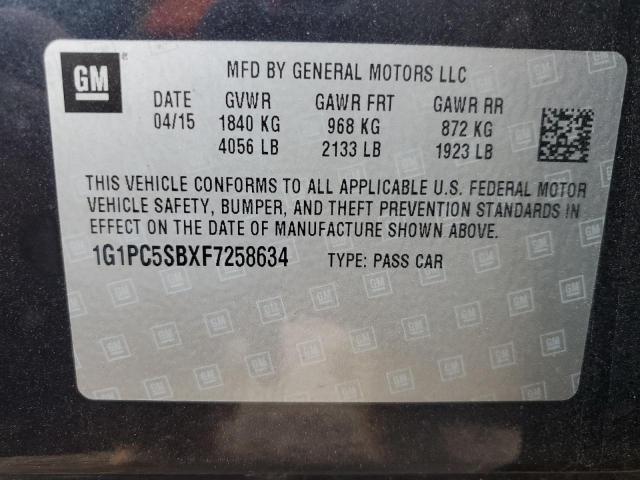 GM
MFD BY GENERAL MOTORS LLC
DATE GVWR GAWR FRT GAWR RR
04/15 1840 KG 968 KG 872 KG
4056 LB 2133 LB 1923 LB
THIS VEHICLE CONFORMS TO ALL APPLICABLE U.S. FEDERAL MOTOR
VEHICLE SAFETY, BUMPER, AND THEFT PREVENTION STANDARDS IN
EFFECT ON THE DATE OF MANUFACTURE SHOWN ABOVE.
1G1PC5SBXF7258634 TYPE: PASS CAR